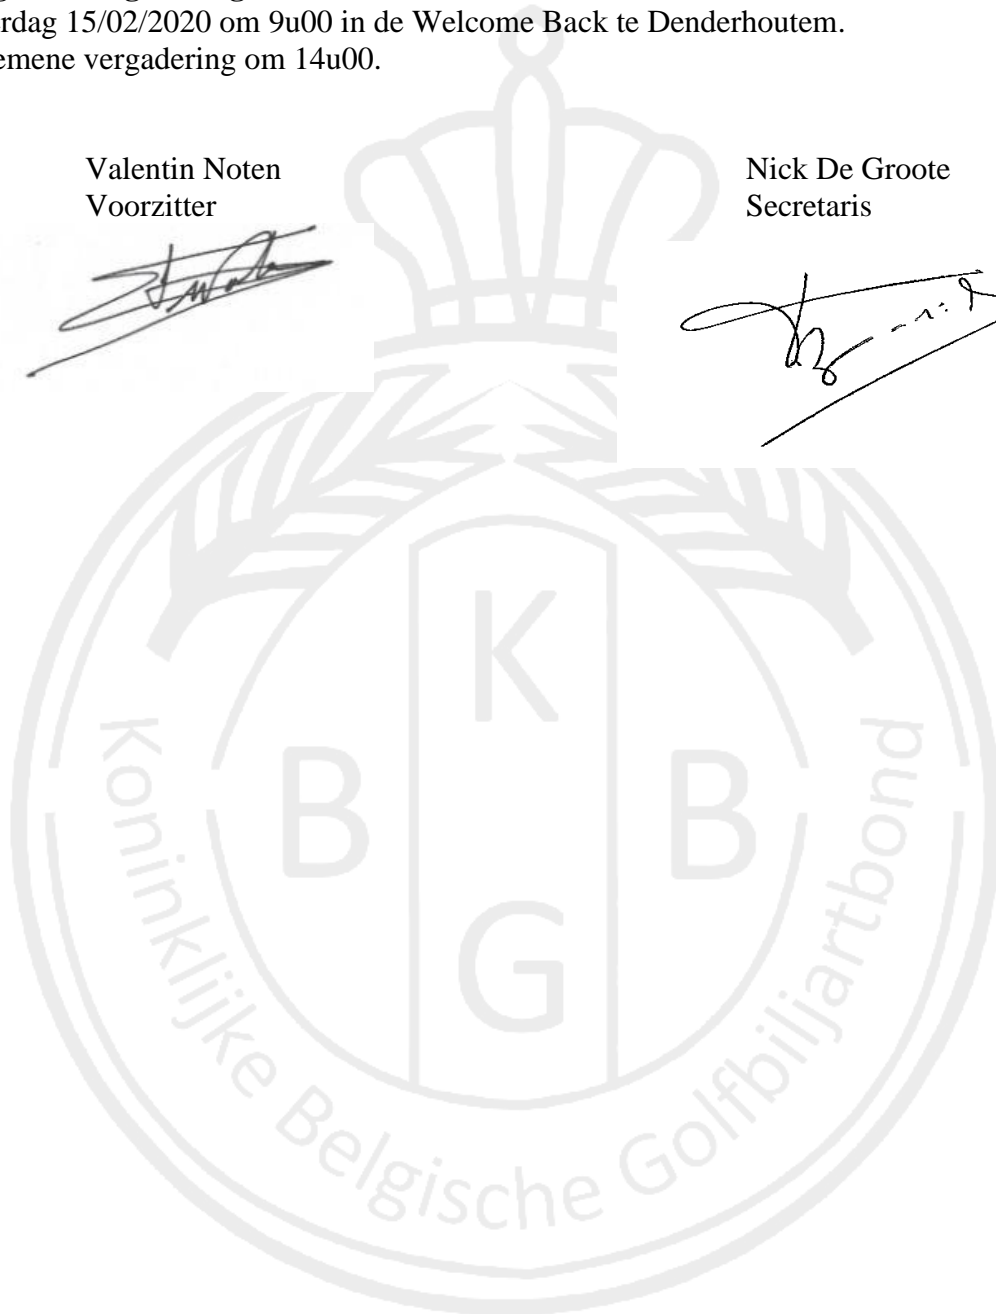 rdag 15/02/2020 om 9u00 in de Welcome Back te Denderhoutem.
emene vergadering om 14u00.
Valentin Noten
Voorzitter
Nick De Groote
Secretaris
K
B B
G
Koninklijke Belgische Golfbiljartbond